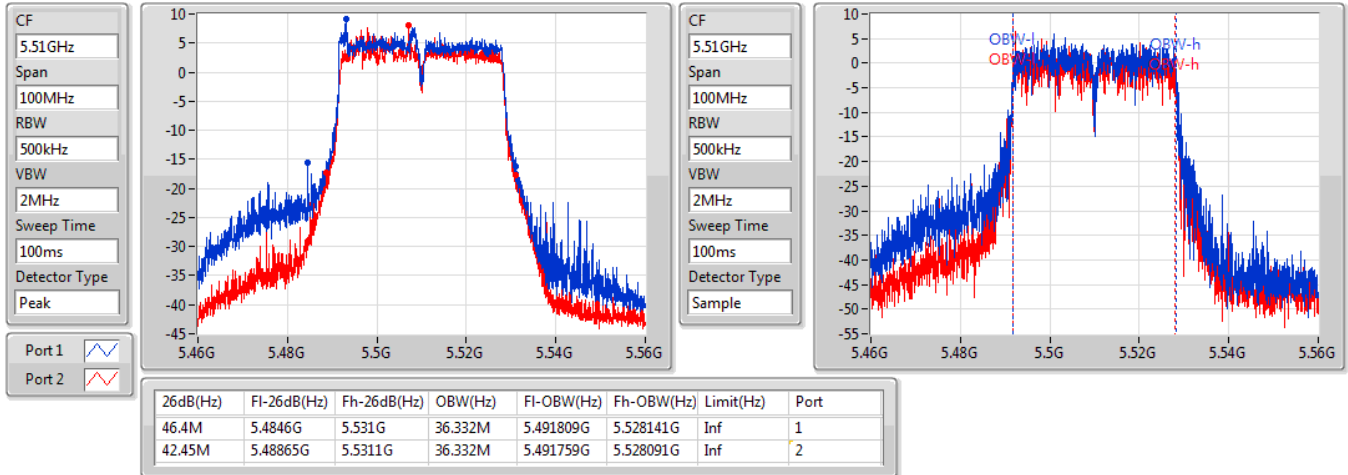 CF
5.51GHz
Span
100MHz
RBW
500kHz
VBW
2MHz
Sweep Time
100ms
Detector Type
Peak
10
5
0
-5
-10
-15
-20
-25
-30
-35
-40
-45
5.46G 5.48G 5.5G 5.52G 5.54G 5.56G
CF
5.51GHz
Span
100MHz
RBW
500kHz
VBW
2MHz
Sweep Time
100ms
Detector Type
Sample
10
5
0
-5
-10
-15
-20
-25
-30
-35
-40
-45
-50
-55
OBW-l OBW-h
OBW-l OBW-h
5.46G 5.48G 5.5G 5.52G 5.54G 5.56G
Port 1
Port 2
26dB(Hz) Fl-26dB(Hz) Fh-26dB(Hz) OBW(Hz) Fl-OBW(Hz) Fh-OBW(Hz) Limit(Hz) Port
46.4M 5.4846G 5.531G 36.332M 5.491809G 5.528141G Inf 1
42.45M 5.48865G 5.5311G 36.332M 5.491759G 5.528091G Inf 2